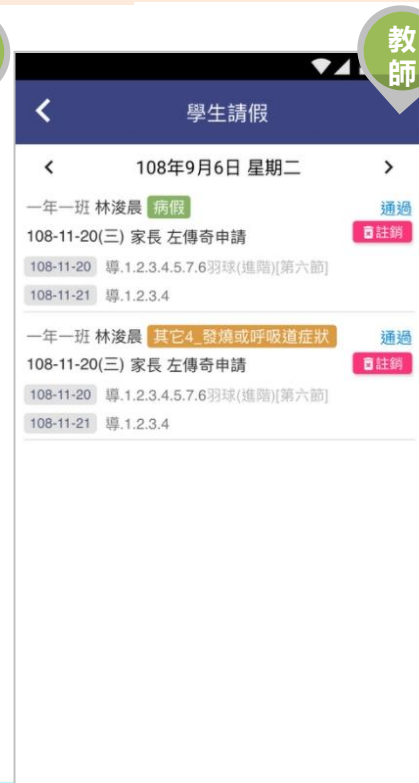 教師
學生請假
108年9月6日 星期二
一年一班 林浚晨 病假 通過
108-11-20(三) 家長 左傳奇申請 註銷
108-11-20 導.1.2.3.4.5.7.6羽球(進階)[第六節]
108-11-21 導.1.2.3.4
一年一班 林浚晨 其它4_發燒或呼吸道症狀 通過
108-11-20(三) 家長 左傳奇申請 註銷
108-11-20 導.1.2.3.4.5.7.6羽球(進階)[第六節]
108-11-21 導.1.2.3.4